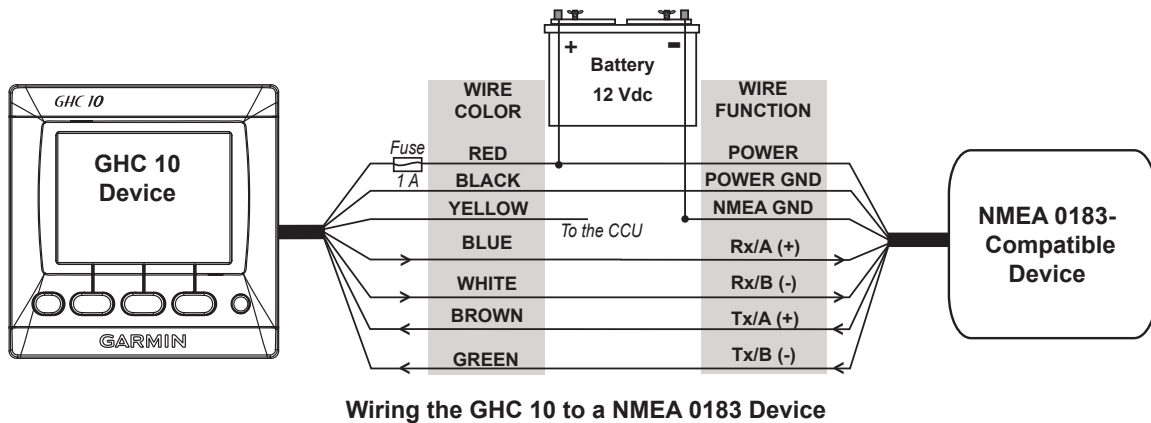 GHC 10
GHC 10
Device
GARMIN
Fuse
1 A
WIRE
COLOR
RED
BLACK
YELLOW
To the CCU
BLUE
WHITE
BROWN
GREEN
+ -
Battery
12 Vdc
WIRE
FUNCTION
POWER
POWER GND
NMEA GND
Rx/A (+)
Rx/B (-)
Tx/A (+)
Tx/B (-)
NMEA 0183-
Compatible
Device
Wiring the GHC 10 to a NMEA 0183 Device